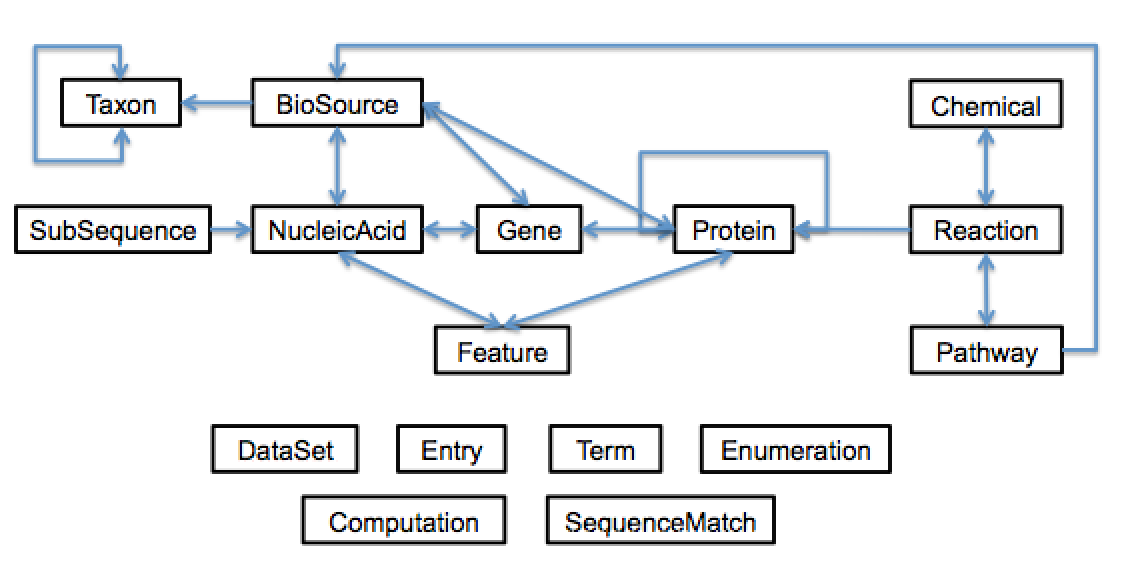 Taxon
BioSource
Chemical
SubSequence
NucleicAcid
Gene
Protein
Reaction
Feature
Pathway
DataSet
Entry
Term
Enumeration
Computation
SequenceMatch